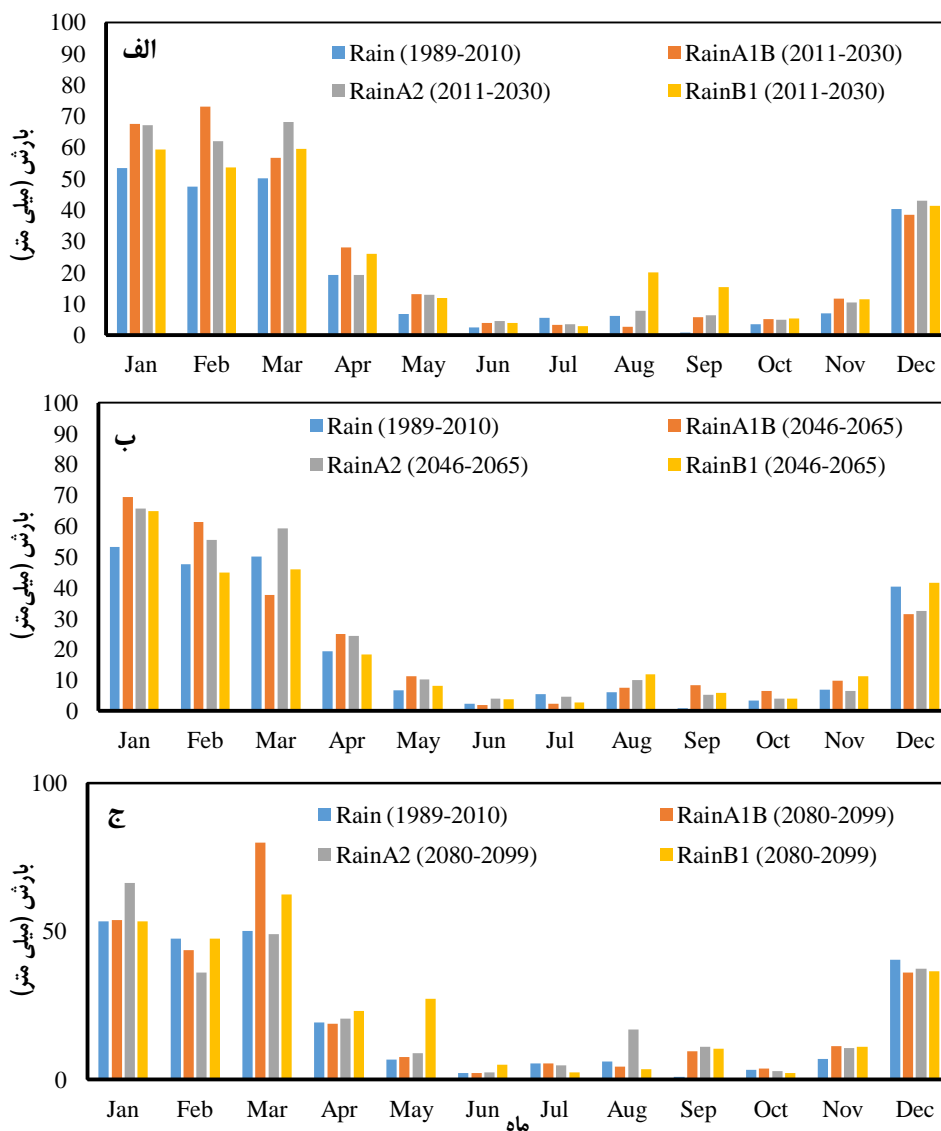 100
90
80
70
60
50
40
30
20
10
0
بارش (میلی متر)
الف
Rain (1989-2010)
RainA1B (2011-2030)
RainA2 (2011-2030)
RainB1 (2011-2030)
Jan Feb Mar Apr May Jun Jul Aug Sep Oct Nov Dec
100
90
80
70
60
50
40
30
20
10
0
بارش (میلی‌متر)
ب
Rain (1989-2010)
RainA1B (2046-2065)
RainA2 (2046-2065)
RainB1 (2046-2065)
Jan Feb Mar Apr May Jun Jul Aug Sep Oct Nov Dec
100
50
0
بارش (میلی متر)
ج
Rain (1989-2010)
RainA1B (2080-2099)
RainA2 (2080-2099)
RainB1 (2080-2099)
Jan Feb Mar Apr May Jun Jul Aug Sep Oct Nov Dec
ماه